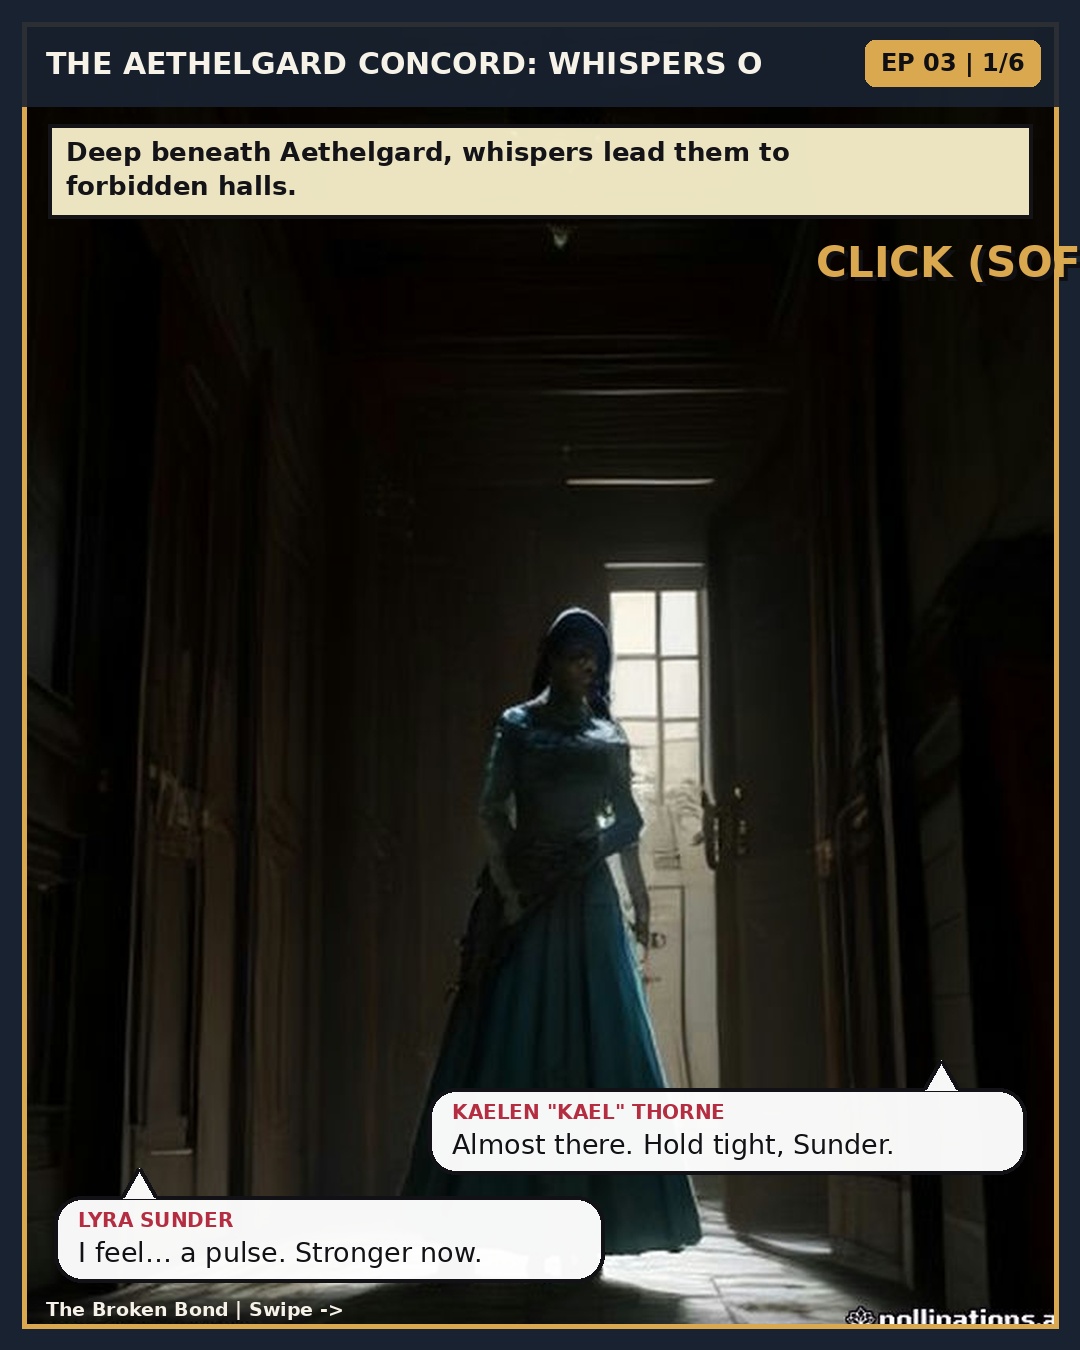 THE AETHELGARD CONCORD: WHISPERS O
EP 03 | 1/6
Deep beneath Aethelgard, whispers lead them to
forbidden halls.
CLICK (SOF
KAELEN "KAEL" THORNE
Almost there. Hold tight, Sunder.
LYRA SUNDER
I feel... a pulse. Stronger now.
The Broken Bond | Swipe ->
pollinations.a